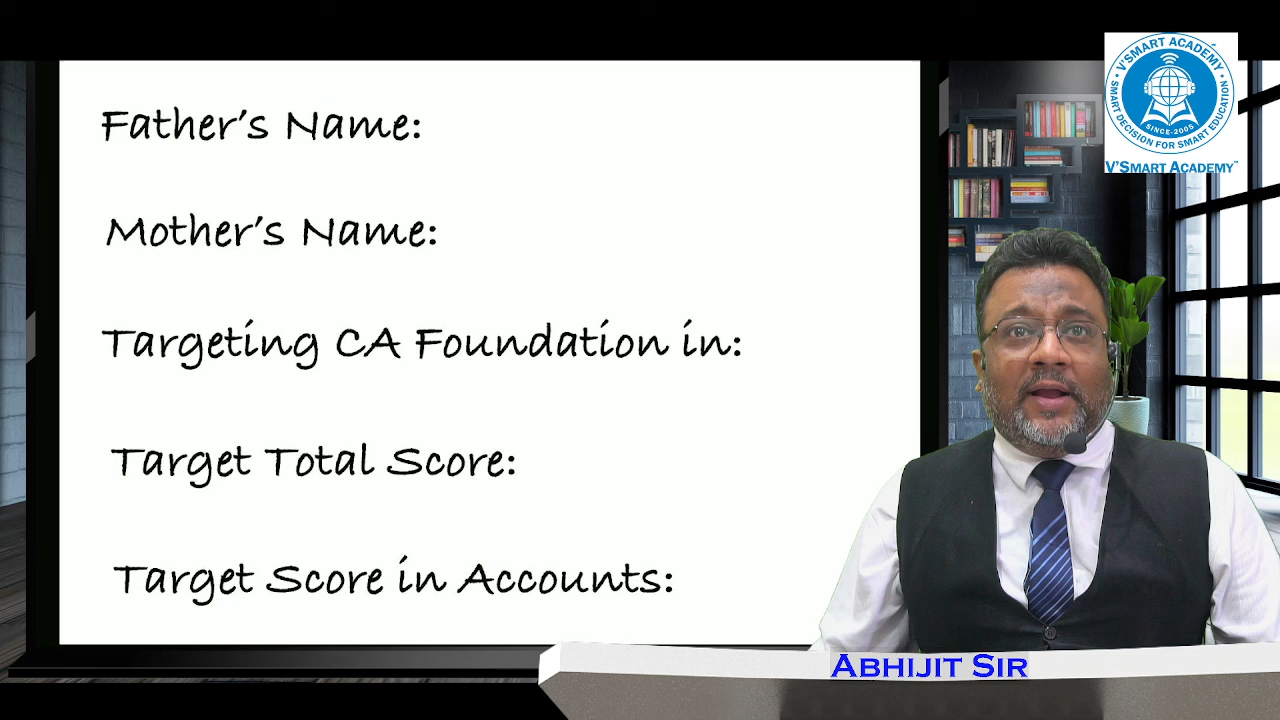 Father's Name:
Mother's Name:
Targeting CA Foundation in:
Target Total Score:
Target Score in Accounts:
V'SMART ACADEMY
SMART DECISION FOR SMART EDUCATION
SINCE-2005
V'SMART ACADEMY™
ABHIJIT SIR